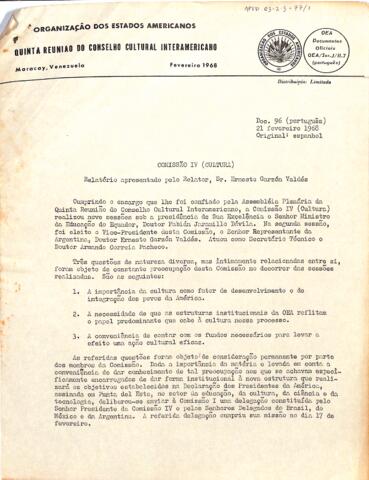 APED 03-2-3-77/1
ORGANIZAÇÃO DOS ESTADOS AMERICANOS
QUINTA REUNIÃO DO CONSELHO CULTURAL INTERAMERICANO
Maracay, Venezuela Fevereiro 1968
OEA
Documentos
Oficiais
OEA/Ser.J/II.7
(português)
Distribuição: Limitada
Doc. 96 (português)
21 fevereiro 1968
Original: espanhol
COMISSÃO IV (CULTURA)
Relatório apresentado pelo Relator, Sr. Ernesto Garzón Valdés
Cumprindo o encargo que lhe foi confiado pela Assembléia Plenária da
Quinta Reunião do Conselho Cultural Interamericano, a Comissão IV (Cultura)
realizou nove sessões sob a presidência de Sua Excelência o Senhor Ministro
da Educação do Equador, Doutor Fabián Jaramillo Dávila. Na segunda sessão,
foi eleito o Vice-Presidente desta Comissão, o Senhor Representante da
Argentina, Doutor Ernesto Garzón Valdés. Atuou como Secretário Técnico o
Doutor Armando Correia Pacheco.
Três questões de natureza diversa, mas intimamente relacionadas entre si,
foram objeto de constante preocupação desta Comissão no decorrer das sessões
realizadas. São as seguintes:
1. A importância da cultura como fator de desenvolvimento e de
integração dos povos da América.
2. A necessidade de que as estruturas institucionais da OEA reflitam
o papel predominante que cabe à cultura nesse processo.
3. A conveniência de contar com os fundos necessários para levar a
efeito uma ação cultural eficaz.
As referidas questões foram objeto de consideração permanente por parte
dos membros da Comissão. Dada a importância da matéria e levando em conta a
conveniência de dar conhecimento de tal preocupação aos que se achavam especi-
ficamente encarregados de dar forma institucional à nova estrutura que reali-
sará os objetivos estabelecidos na Declaração dos Presidentes da América,
assinada em Punta del Este, no setor da educação, da cultura, da ciência e da
tecnologia, deliberou-se enviar à Comissão I uma delegação constituída pelo
Senhor Presidente da Comissão IV e pelos Senhores Delegados do Brasil, do
México e da Argentina. A referida delegação cumpriu sua missão no dia 17 de
fevereiro.